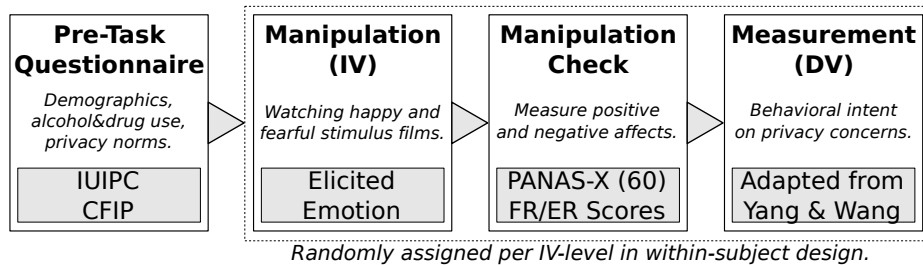 Pre-Task
Questionnaire
Demographics,
alcohol&drug use,
privacy norms.
IUIPC
CFIP
Manipulation
(IV)
Watching happy and
fearful stimulus films.
Elicited
Emotion
Manipulation
Check
Measure positive
and negative affects.
PANAS-X (60)
FR/ER Scores
Measurement
(DV)
Behavioral intent
on privacy concerns.
Adapted from
Yang & Wang
Randomly assigned per IV-level in within-subject design.